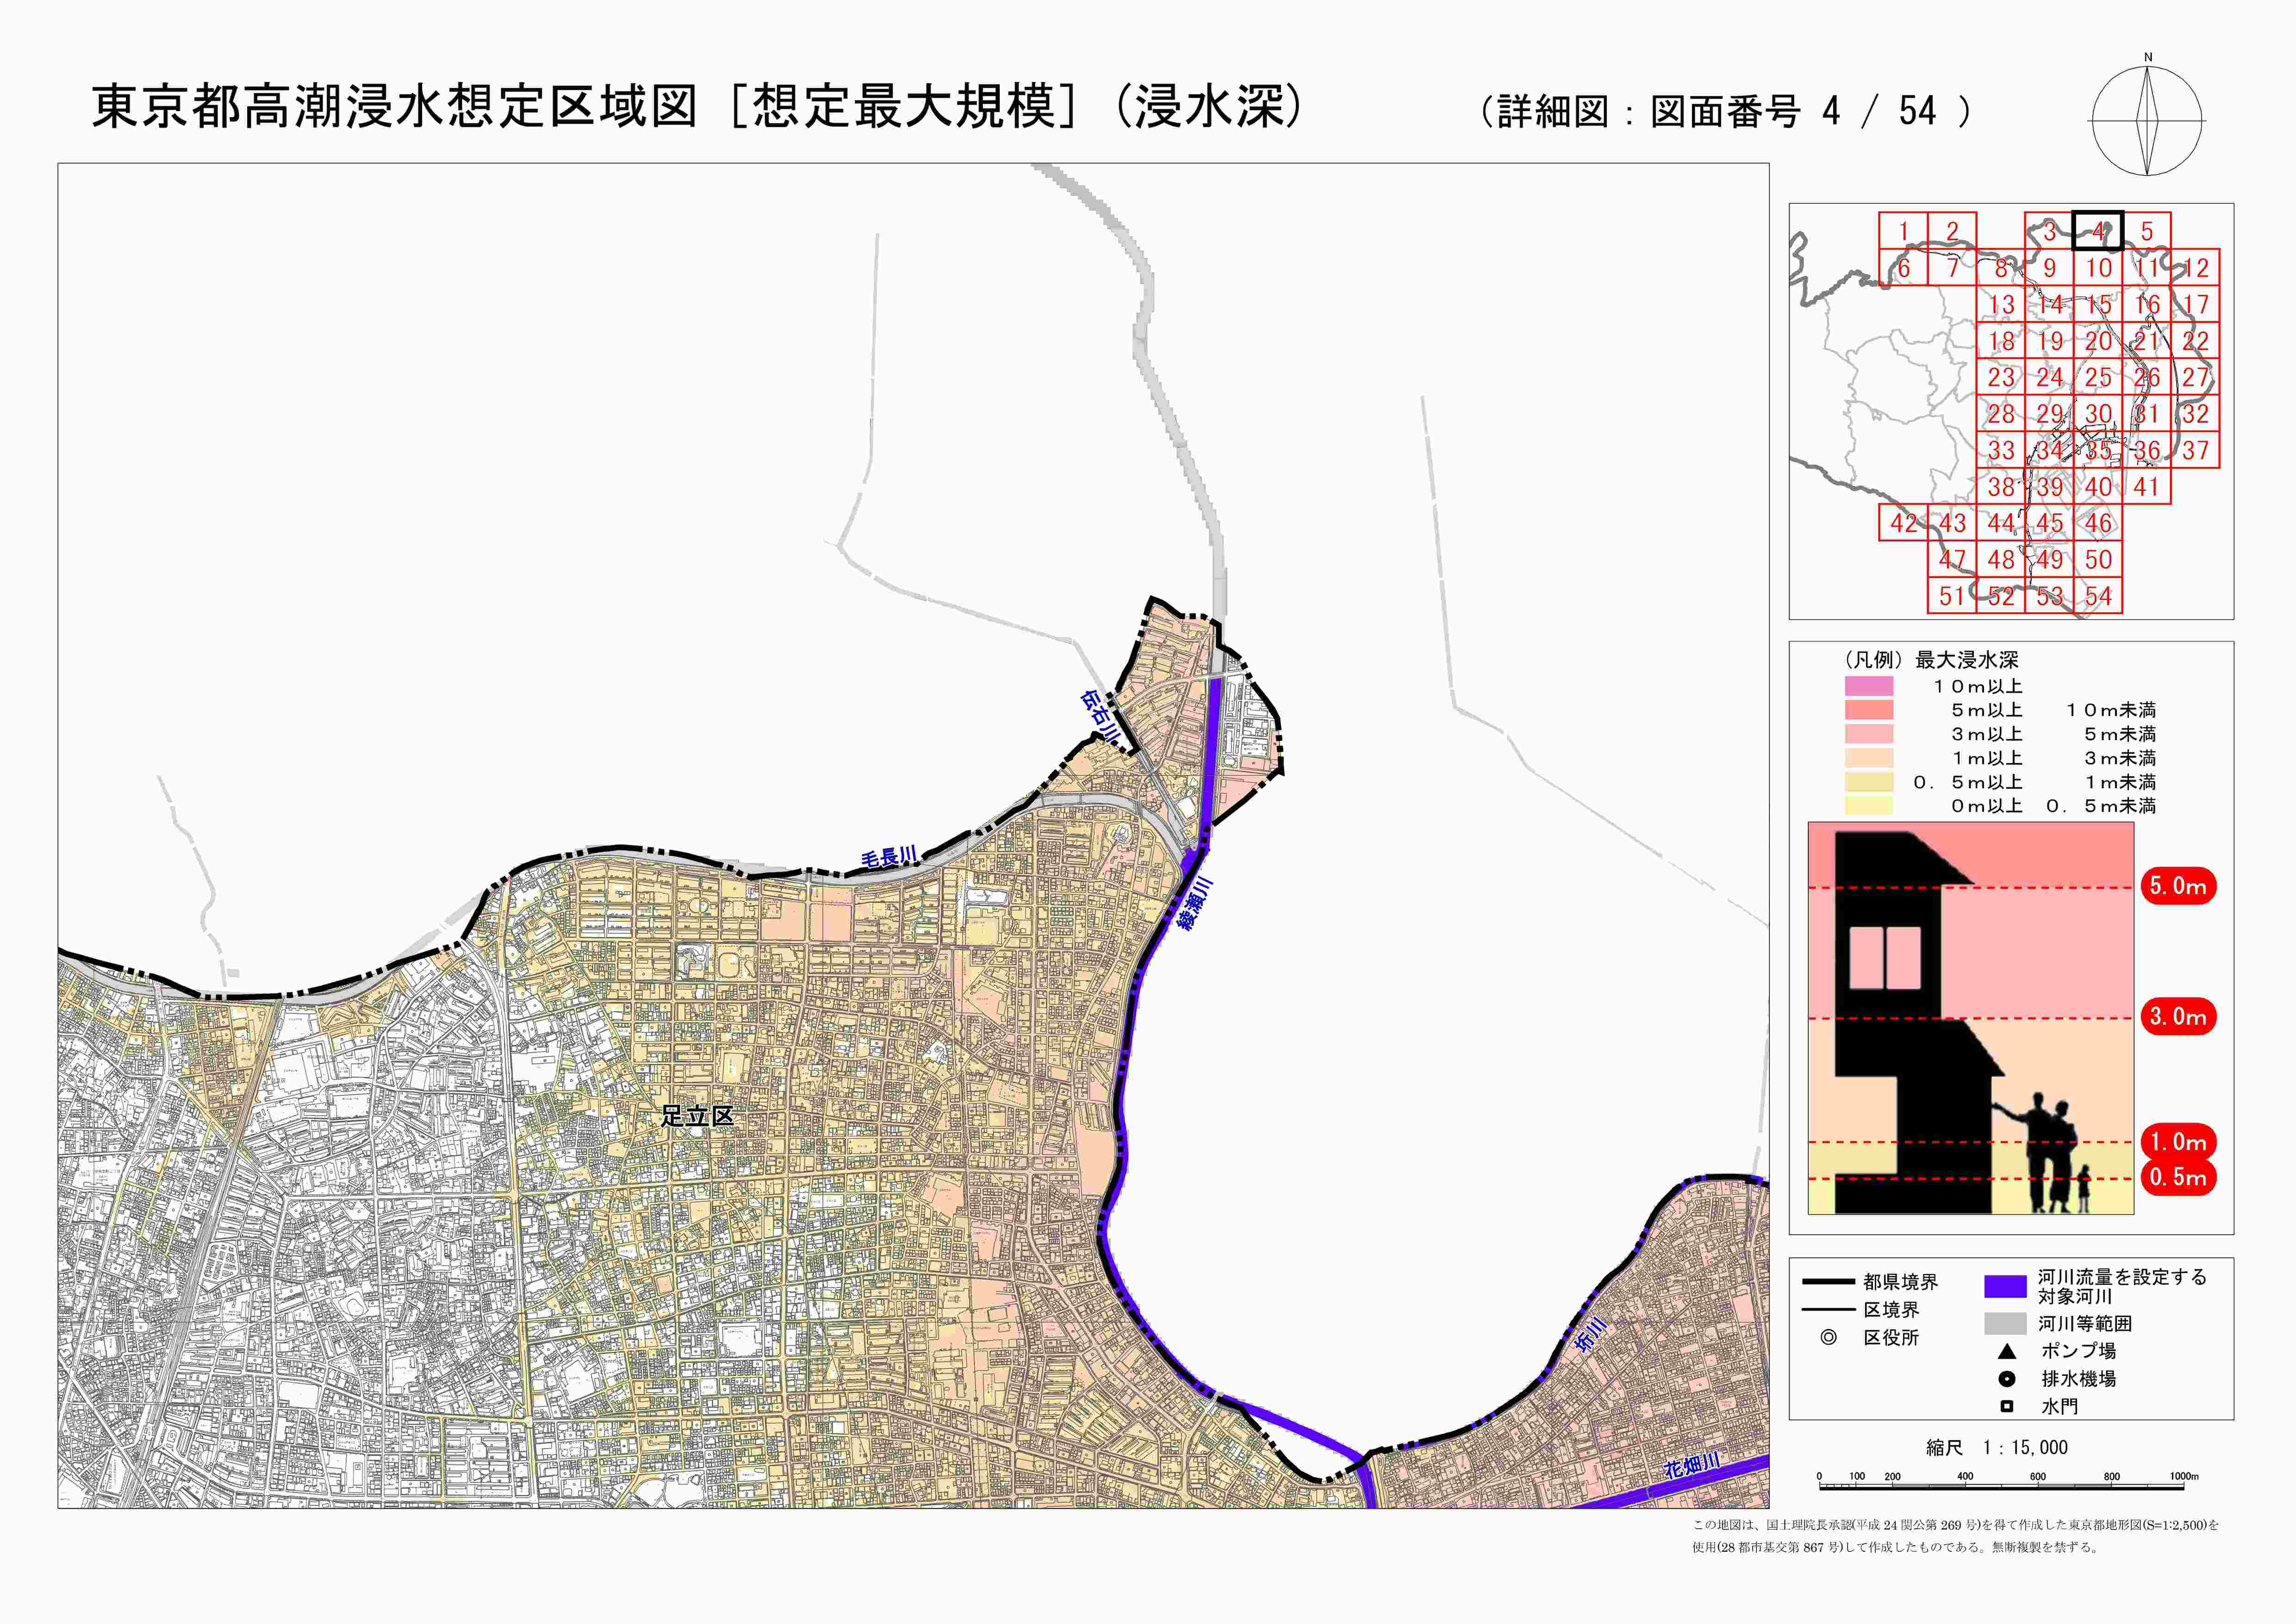 東京都高潮浸水想定区域図［想定最大規模］（浸水深）
（詳細図：図面番号 4 / 54 ）
N
1 2 3 4 5
6 7 8 9 10 11 12
13 14 15 16 17
18 19 20 21 22
23 24 25 26 27
28 29 30 31 32
33 34 35 36 37
38 39 40 41
42 43 44 45 46
47 48 49 50
51 52 53 54
伝右川
毛長川
綾瀬川
足立区
垳川
花畑川
（凡例）最大浸水深
１０ｍ以上
５ｍ以上 １０ｍ未満
３ｍ以上 ５ｍ未満
１ｍ以上 ３ｍ未満
０．５ｍ以上 １ｍ未満
０ｍ以上 ０．５ｍ未満
5.0m
3.0m
1.0m
0.5m
都県境界
区境界
区役所
河川流量を設定する
対象河川
河川等範囲
ポンプ場
排水機場
水門
縮尺 1：15,000
0 100 200 400 600 800 1000m
この地図は、国土地理院長承認(平成 24 関公第 269 号)を得て作成した東京都地形図(S=1:2,500)を
使用(28 都市基交第 867 号)して作成したものである。無断複製を禁ずる。